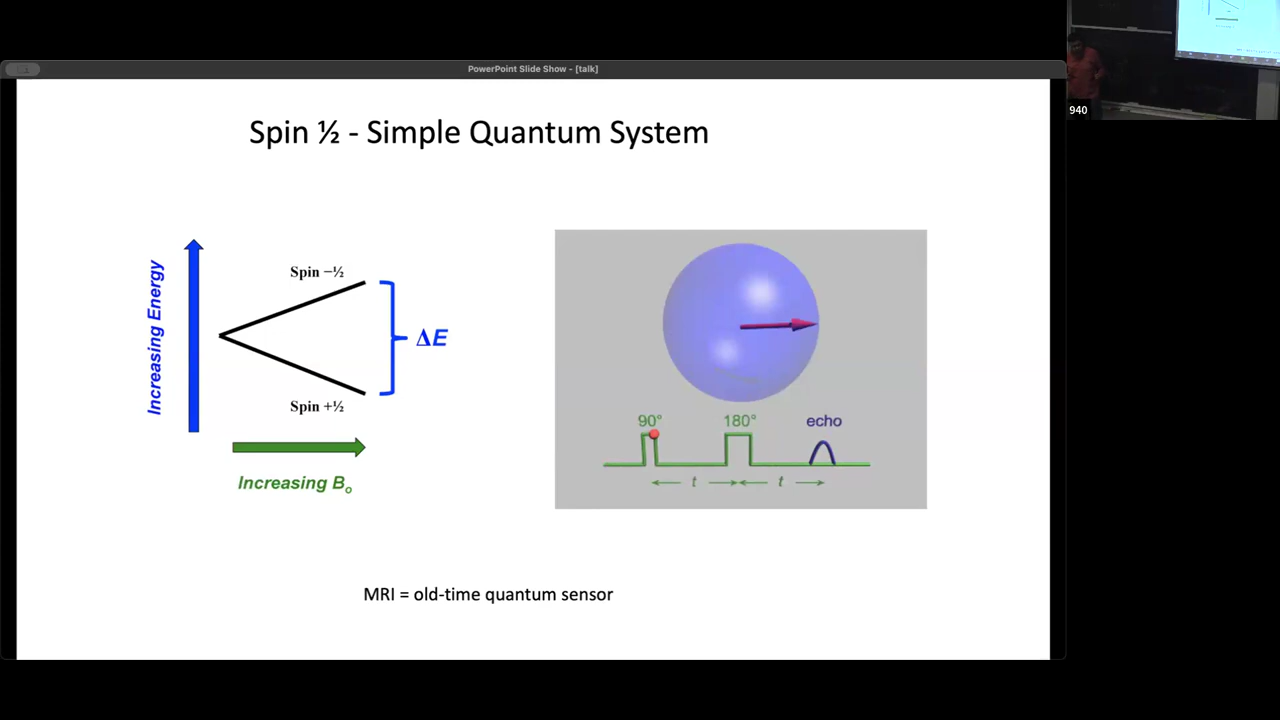 PowerPoint Slide Show - [talk]
940
Spin ½ - Simple Quantum System
Increasing Energy
Spin −½
ΔE
Spin +½
Increasing Bo
90°
180°
echo
t
t
MRI = old-time quantum sensor